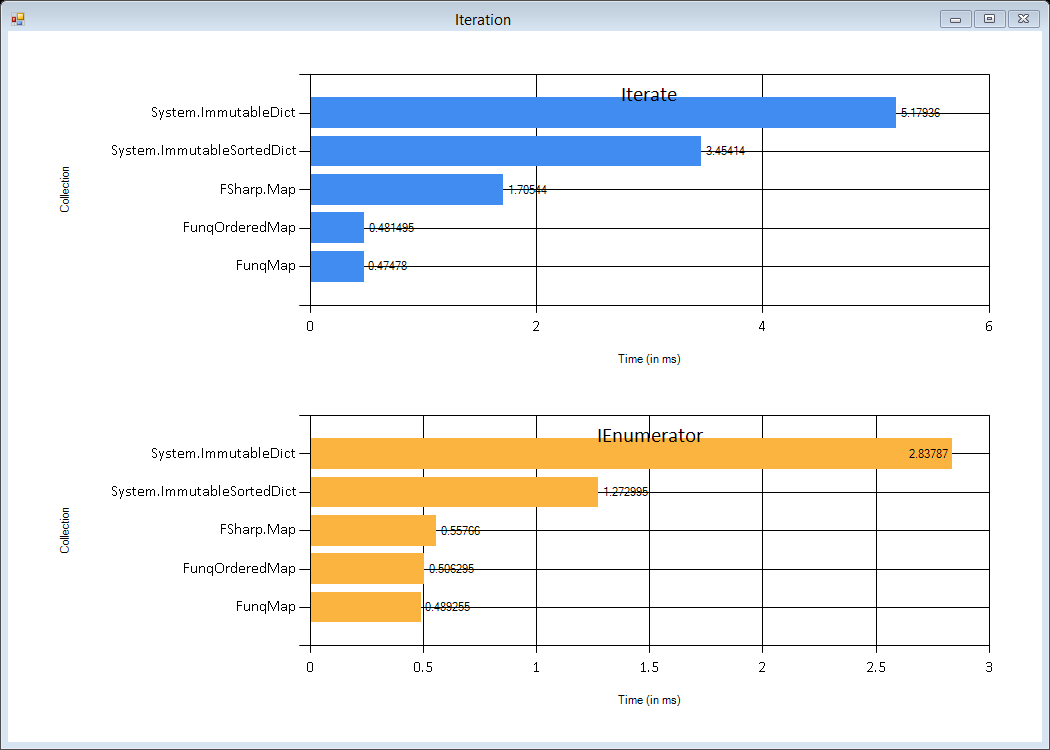 Iteration
Iterate
System.ImmutableDict 5.17936
System.ImmutableSortedDict 3.45414
FSharp.Map 1.70544
FunqOrderedMap 0.481495
FunqMap 0.47478
Collection
0 2 4 6
Time (in ms)
IEnumerator
System.ImmutableDict 2.83787
System.ImmutableSortedDict 1.272995
FSharp.Map 0.55766
FunqOrderedMap 0.506295
FunqMap 0.489255
Collection
0 0.5 1 1.5 2 2.5 3
Time (in ms)